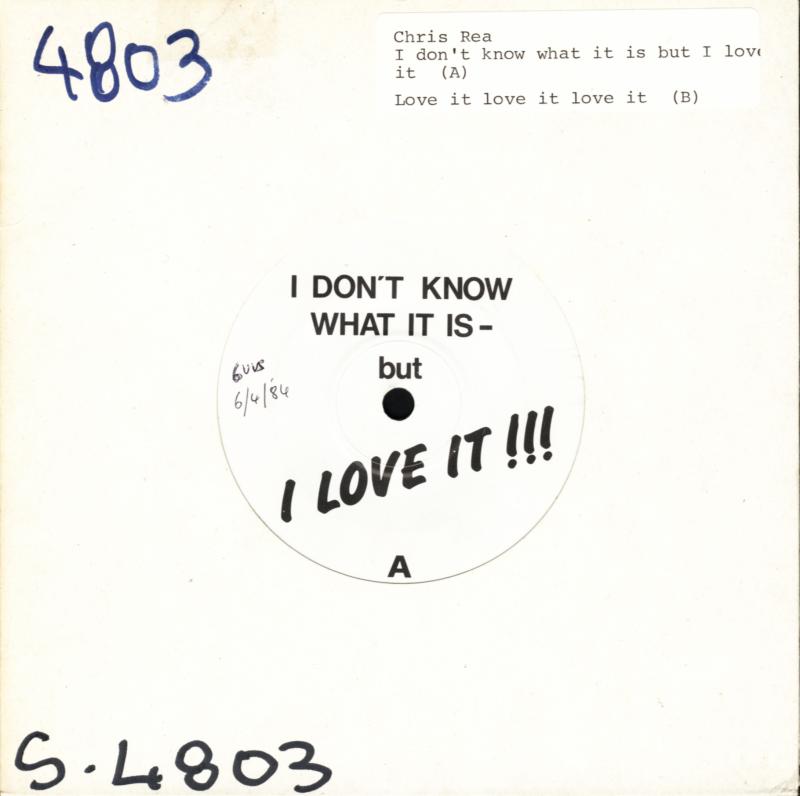 4803
Chris Rea
I don't know what it is but I love
it (A)
Love it love it love it (B)
I DON'T KNOW
WHAT IT IS -
but
6/4/'84
I LOVE IT !!!
A
S.4803